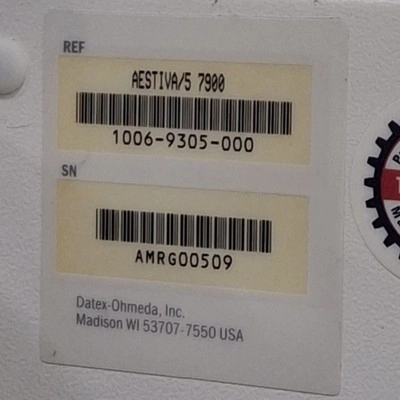 REF
AESTIVA/5 7900
1006-9305-000
SN
AMRG00509
Datex-Ohmeda, Inc.
Madison WI 53707-7550 USA